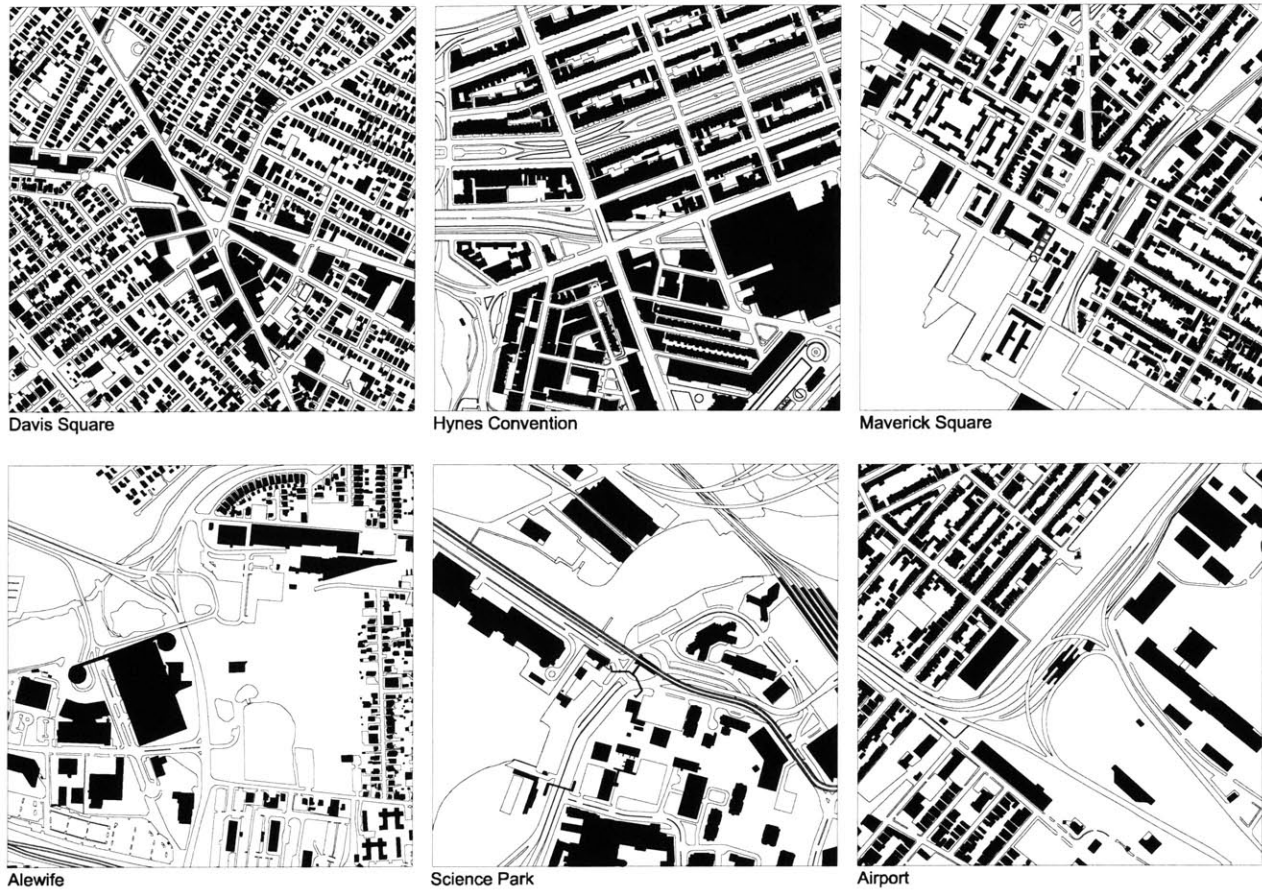 Davis Square
Hynes Convention
Maverick Square
Alewife
Science Park
Airport